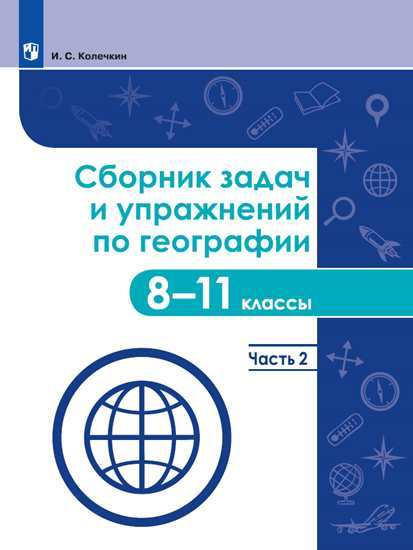 И. С. Колечкин
Сборник задач
и упражнений
по географии
8–11 классы
Часть 2